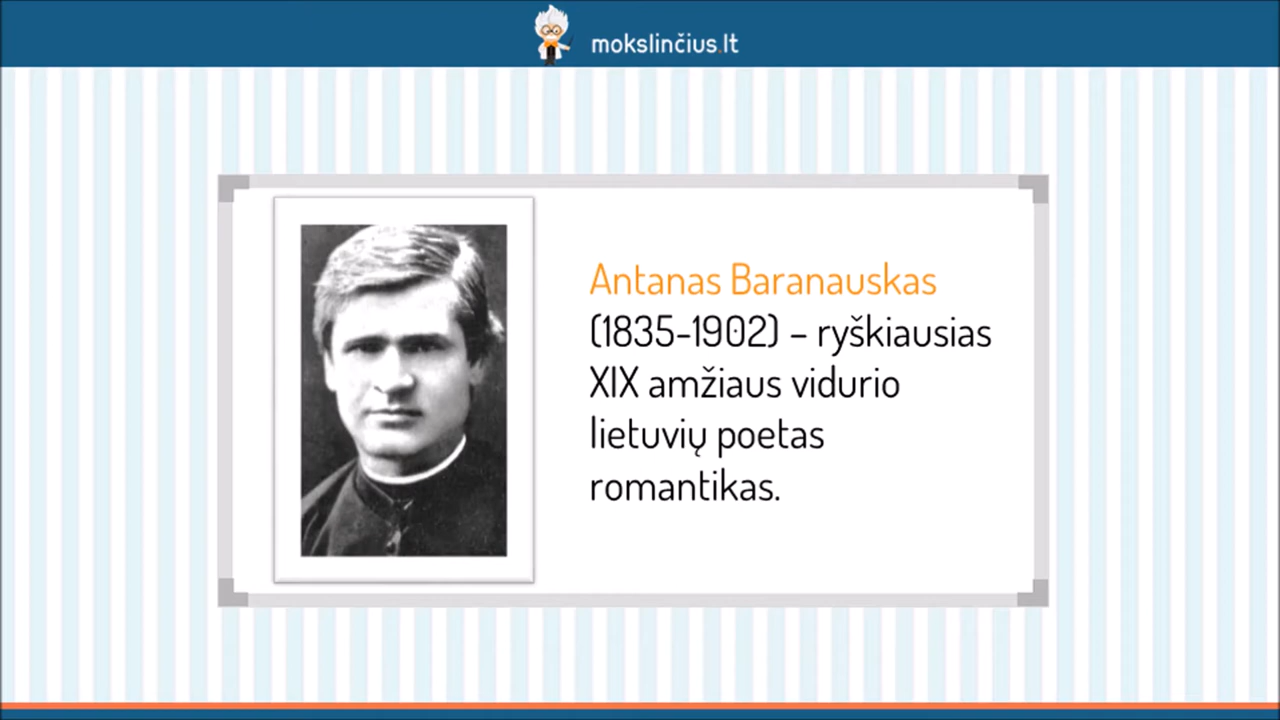 mokslinčius.lt
Antanas Baranauskas
(1835-1902) – ryškiausias
XIX amžiaus vidurio
lietuvių poetas
romantikas.